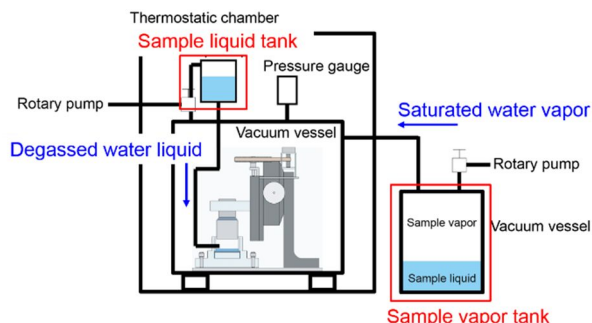 Thermostatic chamber
Sample liquid tank
Pressure gauge
Rotary pump
Saturated water vapor
Vacuum vessel
Degassed water liquid
Rotary pump
Sample vapor
Vacuum vessel
Sample liquid
Sample vapor tank